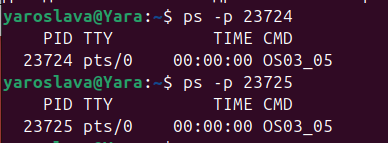 yaroslava@Yara:~$ ps -p 23724
    PID TTY          TIME CMD
  23724 pts/0    00:00:00 OS03_05
yaroslava@Yara:~$ ps -p 23725
    PID TTY          TIME CMD
  23725 pts/0    00:00:00 OS03_05